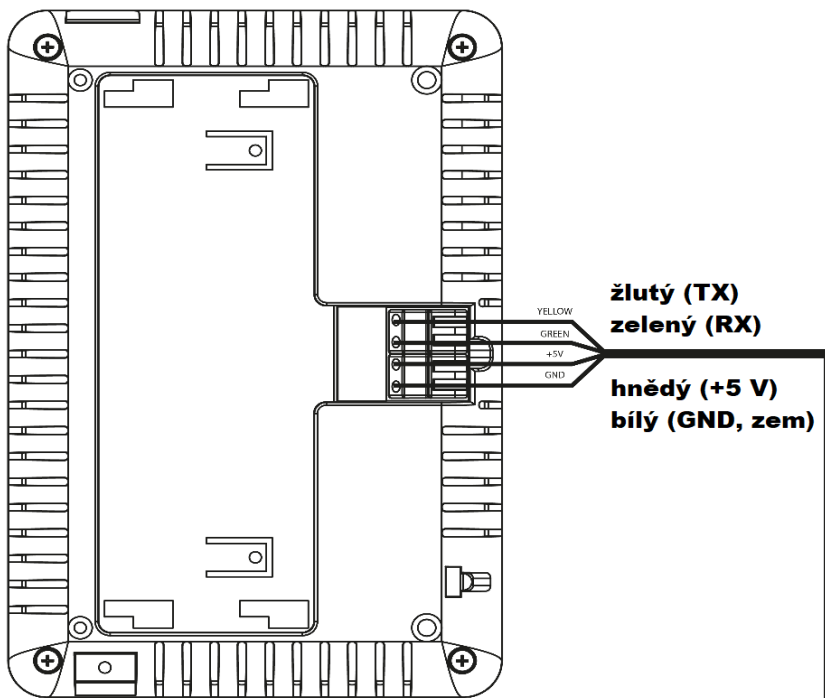 YELLOW
GREEN
+5V
GND
žlutý (TX)
zelený (RX)
hnědý (+5 V)
bílý (GND, zem)